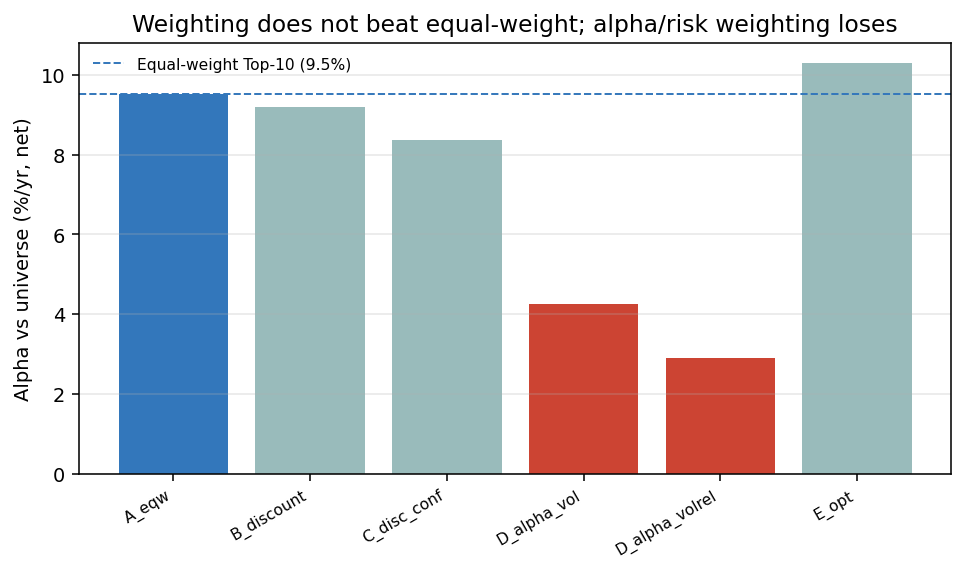 Weighting does not beat equal-weight; alpha/risk weighting loses
Equal-weight Top-10 (9.5%)
Alpha vs universe (%/yr, net)
10
8
6
4
2
0
A_eqw
B_discount
C_disc_conf
D_alpha_vol
D_alpha_volrel
E_opt